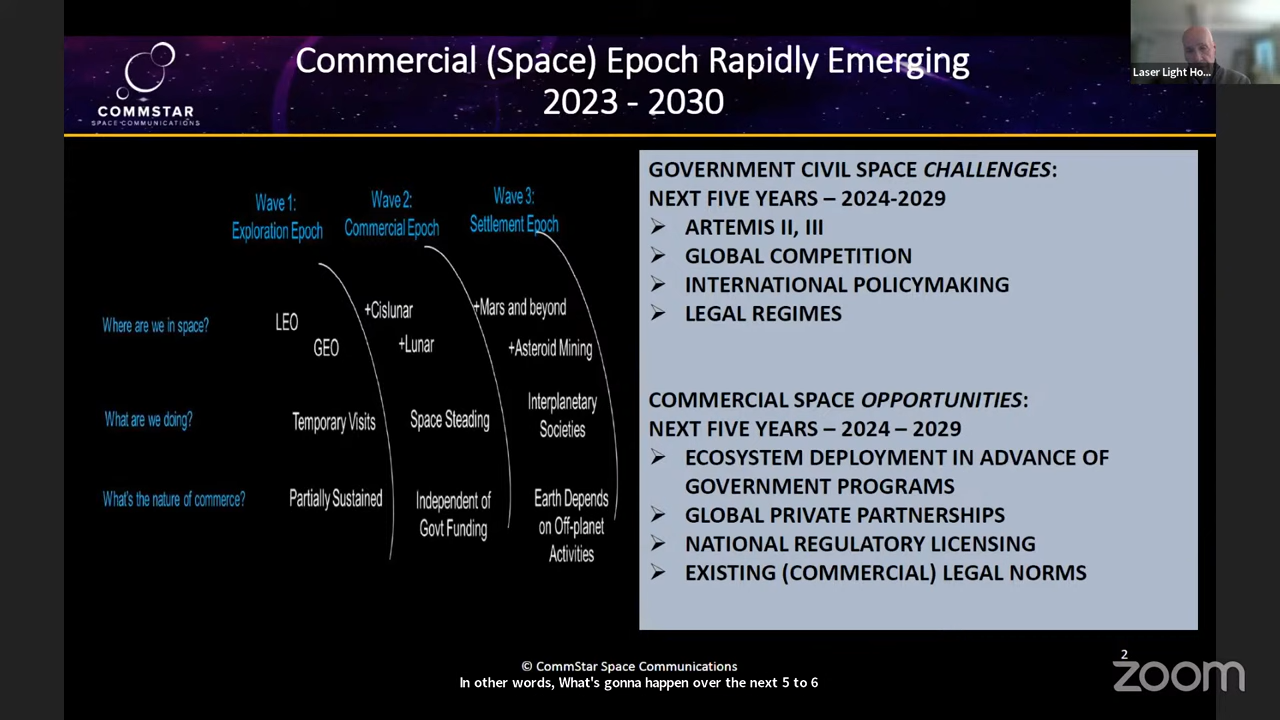 Commercial (Space) Epoch Rapidly Emerging
2023 - 2030
COMMSTAR
SPACE COMMUNICATIONS
Laser Light Ho...
Wave 1:
Exploration Epoch
Wave 2:
Commercial Epoch
Wave 3:
Settlement Epoch
Where are we in space?
LEO
GEO
+Cislunar
+Lunar
+Mars and beyond
+Asteroid Mining
What are we doing?
Temporary Visits
Space Steading
Interplanetary
Societies
What's the nature of commerce?
Partially Sustained
Independent of
Govt Funding
Earth Depends
on Off-planet
Activities
GOVERNMENT CIVIL SPACE CHALLENGES:
NEXT FIVE YEARS – 2024-2029
➢ ARTEMIS II, III
➢ GLOBAL COMPETITION
➢ INTERNATIONAL POLICYMAKING
➢ LEGAL REGIMES
COMMERCIAL SPACE OPPORTUNITIES:
NEXT FIVE YEARS – 2024 – 2029
➢ ECOSYSTEM DEPLOYMENT IN ADVANCE OF
GOVERNMENT PROGRAMS
➢ GLOBAL PRIVATE PARTNERSHIPS
➢ NATIONAL REGULATORY LICENSING
➢ EXISTING (COMMERCIAL) LEGAL NORMS
© CommStar Space Communications
In other words, What's gonna happen over the next 5 to 6
2
zoom